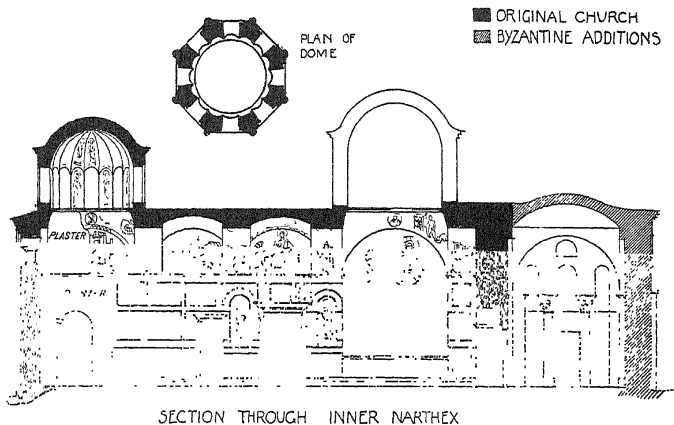 PLAN OF
DOME
ORIGINAL CHURCH
BYZANTINE ADDITIONS
PLASTER
SECTION THROUGH INNER NARTHEX